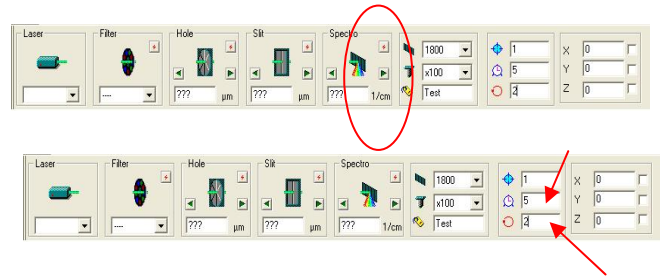 Laser Filter Hole Slit Spectro
1800 1
x100 5
---- ??? µm ??? µm ??? 1/cm Test 2
X 0
Y 0
Z 0
Laser Filter Hole Slit Spectro
1800 1
x100 5
---- ??? µm ??? µm ??? 1/cm Test 2
X 0
Y 0
Z 0